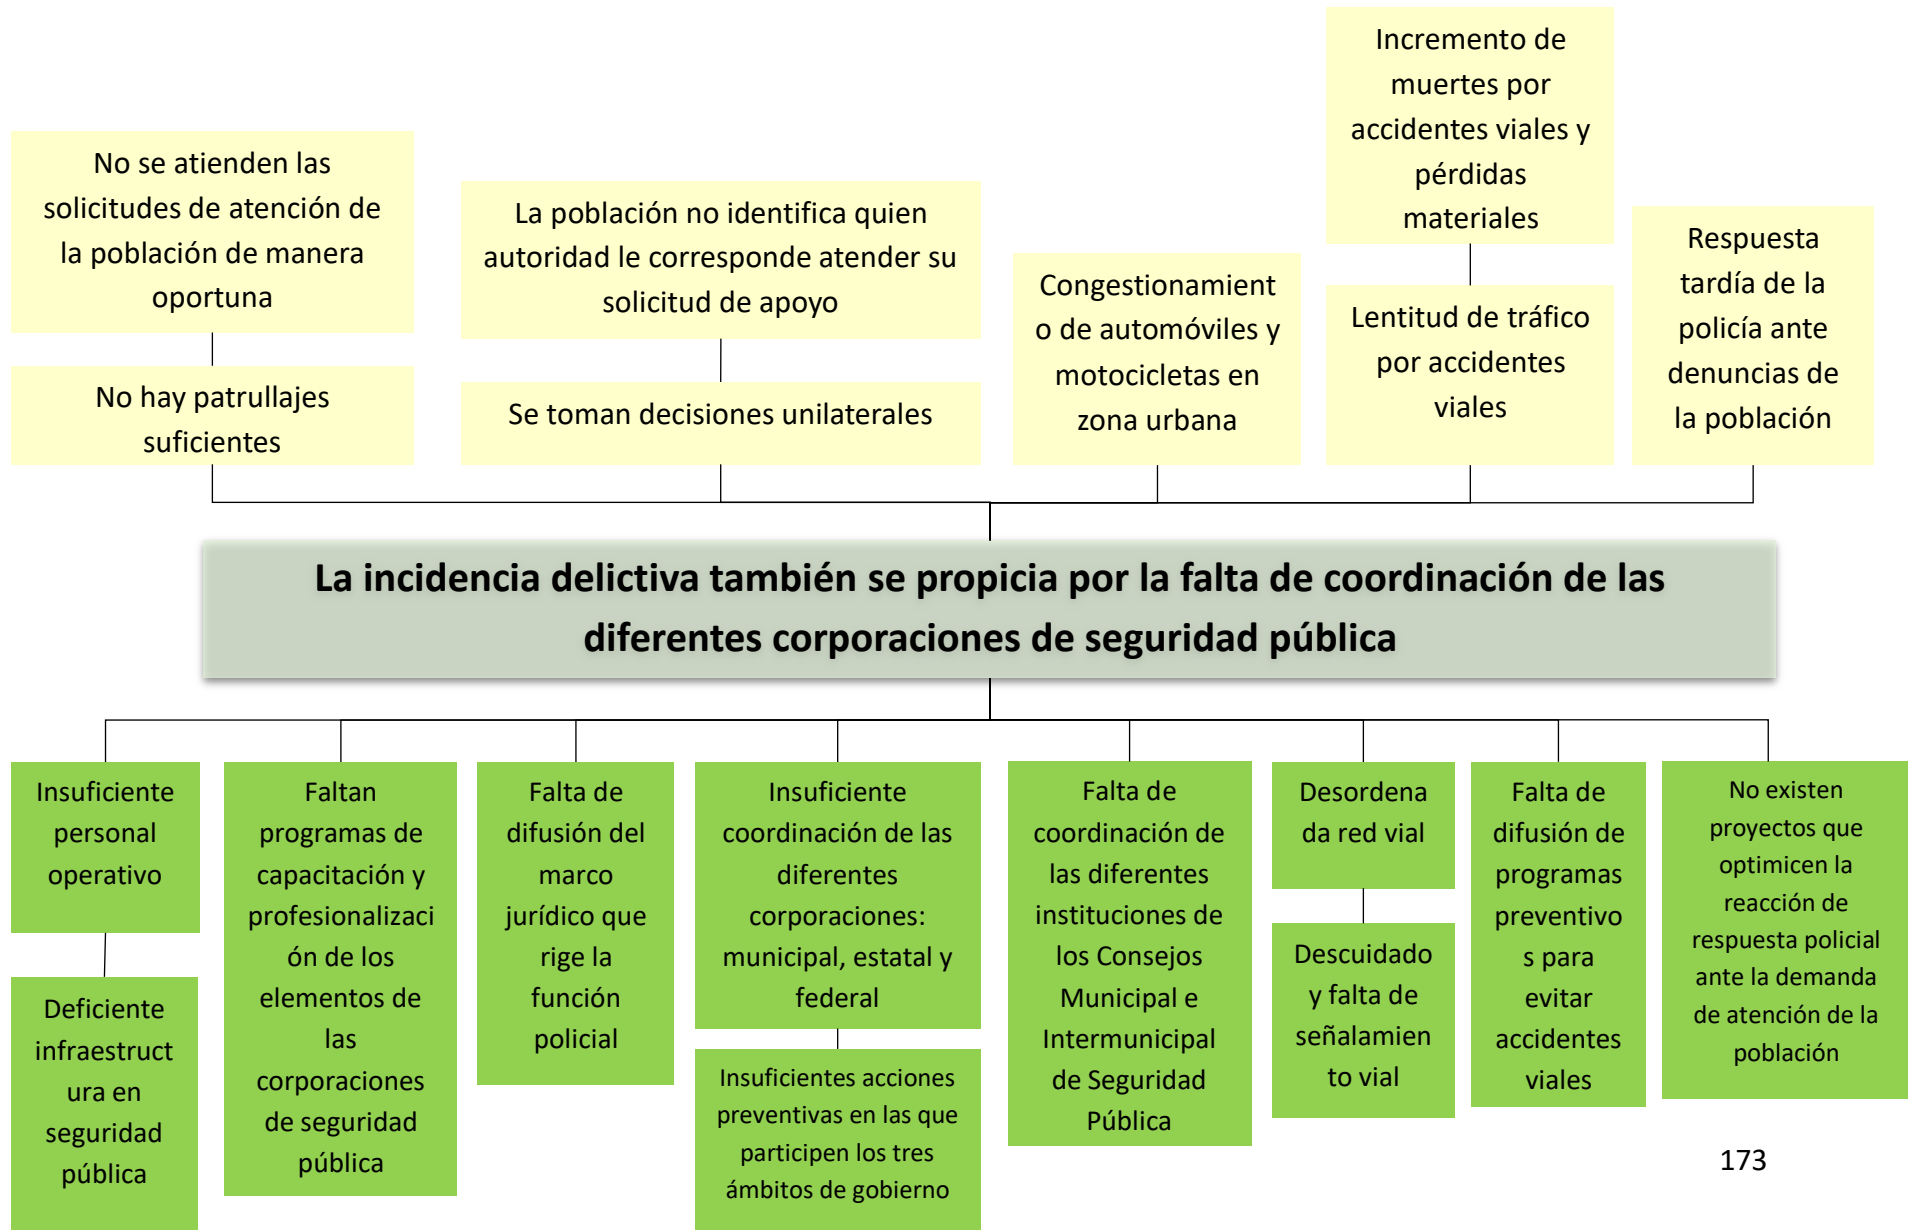 No se atienden las
solicitudes de atención de
la población de manera
oportuna
No hay patrullajes
suficientes
La población no identifica quien
autoridad le corresponde atender su
solicitud de apoyo
Se toman decisiones unilaterales
Congestionamient
o de automóviles y
motocicletas en
zona urbana
Incremento de
muertes por
accidentes viales y
pérdidas
materiales
Lentitud de tráfico
por accidentes
viales
Respuesta
tardía de la
policía ante
denuncias de
la población
La incidencia delictiva también se propicia por la falta de coordinación de las
diferentes corporaciones de seguridad pública
Insuficiente
personal
operativo
Deficiente
infraestruct
ura en
seguridad
pública
Faltan
programas de
capacitación y
profesionalizaci
ón de los
elementos de
las
corporaciones
de seguridad
pública
Falta de
difusión del
marco
jurídico que
rige la
función
policial
Insuficiente
coordinación de las
diferentes
corporaciones:
municipal, estatal y
federal
Insuficientes acciones
preventivas en las que
participen los tres
ámbitos de gobierno
Falta de
coordinación de
las diferentes
instituciones de
los Consejos
Municipal e
Intermunicipal
de Seguridad
Pública
Desordena
da red vial
Descuidado
y falta de
señalamien
to vial
Falta de
difusión de
programas
preventivo
s para
evitar
accidentes
viales
No existen
proyectos que
optimicen la
reacción de
respuesta policial
ante la demanda
de atención de la
población
173